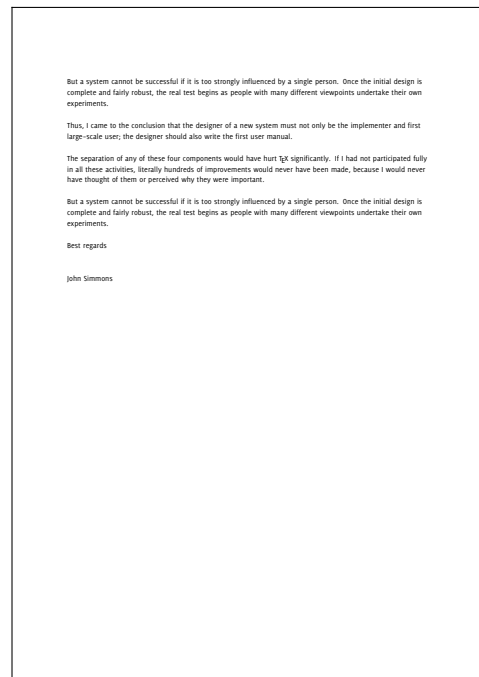 But a system cannot be successful if it is too strongly influenced by a single person. Once the initial design is
complete and fairly robust, the real test begins as people with many different viewpoints undertake their own
experiments.
Thus, I came to the conclusion that the designer of a new system must not only be the implementer and first
large-scale user; the designer should also write the first user manual.
The separation of any of these four components would have hurt TEX significantly. If I had not participated fully
in all these activities, literally hundreds of improvements would never have been made, because I would never
have thought of them or perceived why they were important.
But a system cannot be successful if it is too strongly influenced by a single person. Once the initial design is
complete and fairly robust, the real test begins as people with many different viewpoints undertake their own
experiments.
Best regards
John Simmons